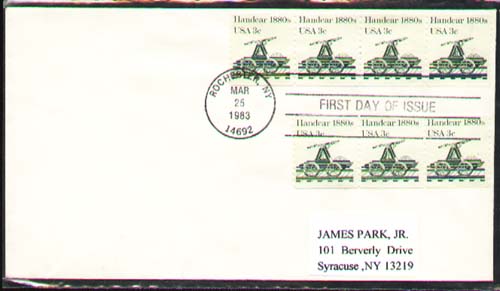 Handcar 1880s Handcar 1880s Handcar 1880s Handcar 1880s
USA 3c USA 3c USA 3c USA 3c
ROCHESTER, NY
MAR
25
1983
14692
FIRST DAY OF ISSUE
Handcar 1880s Handcar 1880s Handcar 1880s
USA 3c USA 3c USA 3c
JAMES PARK, JR.
101 Berverly Drive
Syracuse ,NY 13219